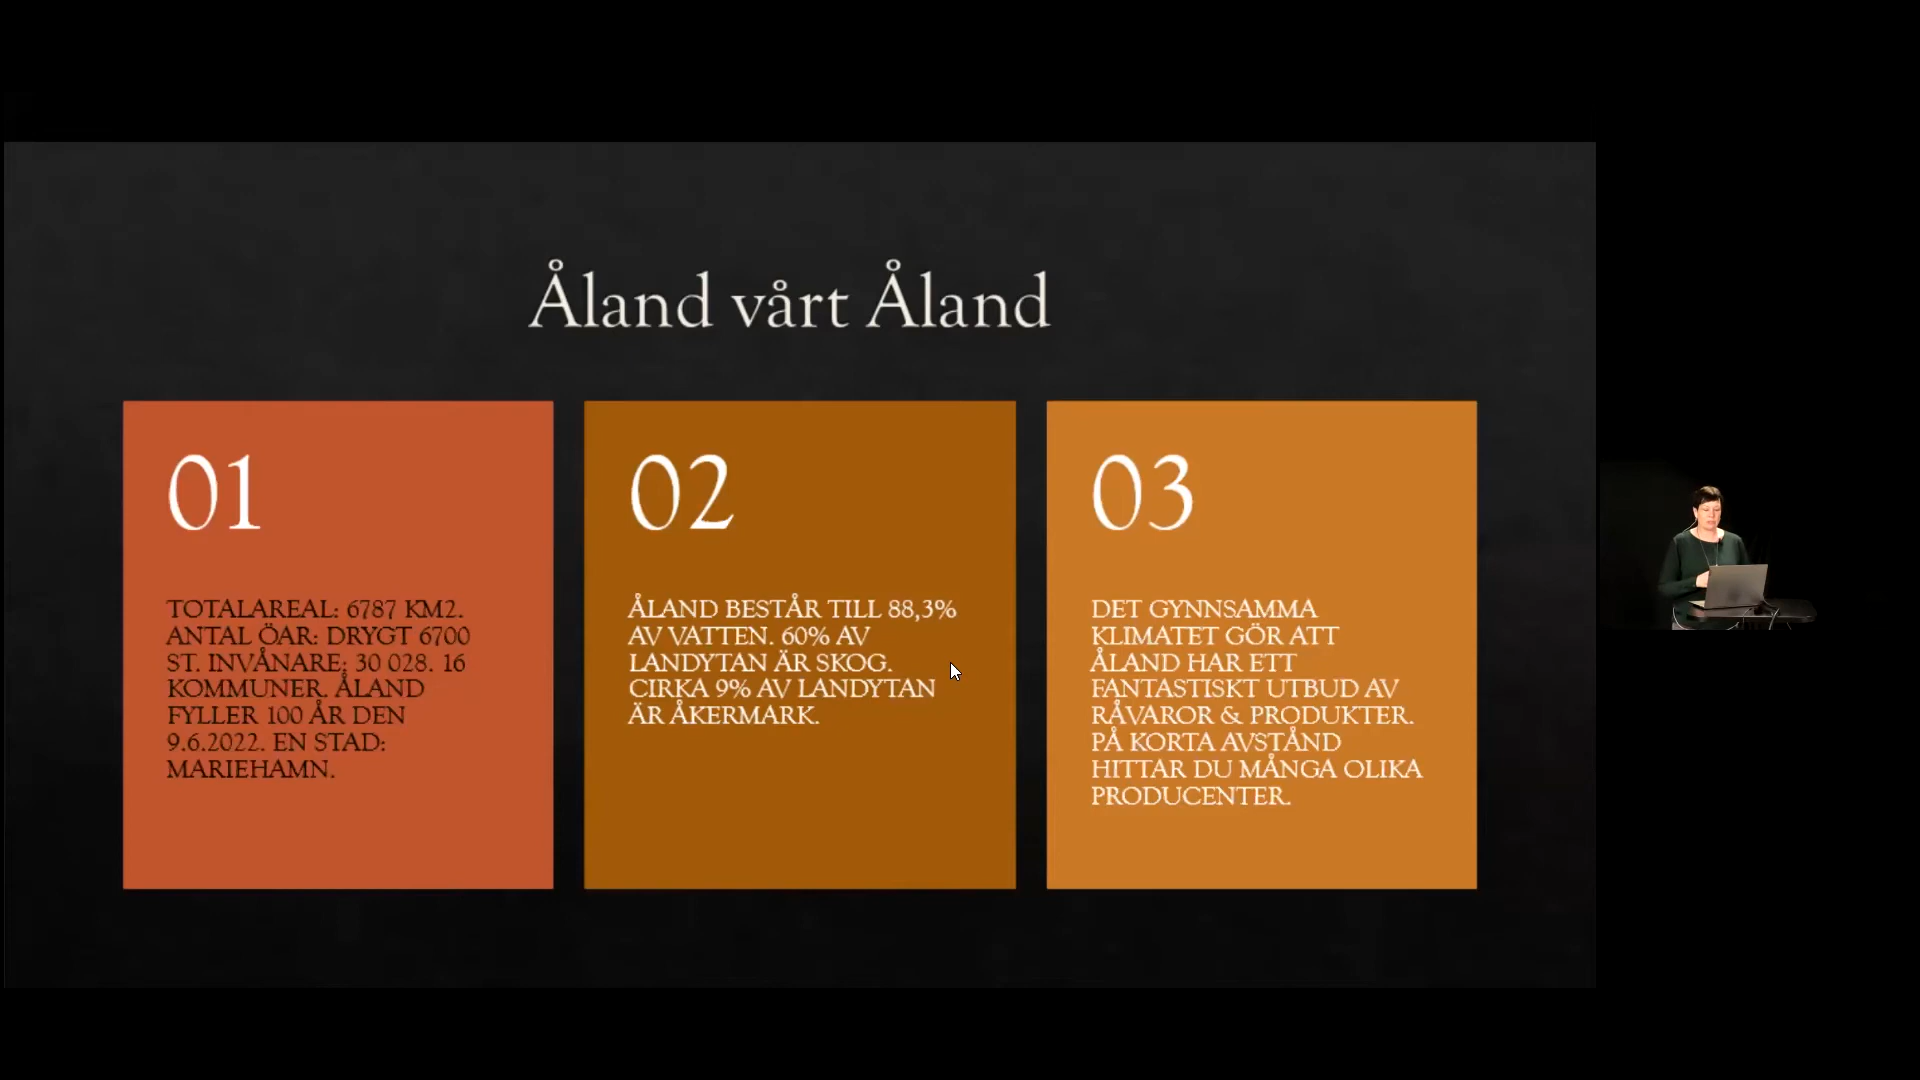 Åland vårt Åland
01
TOTALAREAL: 6787 KM2.
ANTAL ÖAR: DRYGT 6700
ST. INVÅNARE: 30 028. 16
KOMMUNER. ÅLAND
FYLLER 100 ÅR DEN
9.6.2022. EN STAD:
MARIEHAMN.
02
ÅLAND BESTÅR TILL 88,3%
AV VATTEN. 60% AV
LANDYTAN ÄR SKOG.
CIRKA 9% AV LANDYTAN
ÄR ÅKERMARK.
03
DET GYNNSAMMA
KLIMATET GÖR ATT
ÅLAND HAR ETT
FANTASTISKT UTBUD AV
RÅVAROR & PRODUKTER.
PÅ KORTA AVSTÅND
HITTAR DU MÅNGA OLIKA
PRODUCENTER.